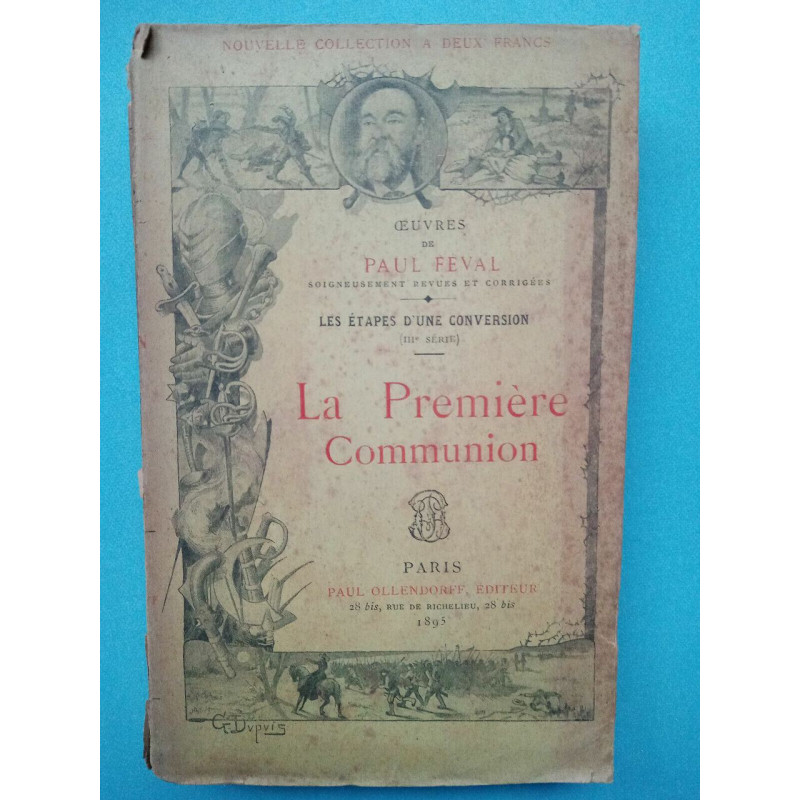 NOUVELLE COLLECTION A DEUX FRANCS
ŒUVRES
DE
PAUL FÉVAL
SOIGNEUSEMENT REVUES ET CORRIGÉES
LES ÉTAPES D'UNE CONVERSION
(IIIe SÉRIE)
La Première
Communion
PARIS
PAUL OLLENDORFF, ÉDITEUR
28 bis, RUE DE RICHELIEU, 28 bis
1895
G. Dupuis